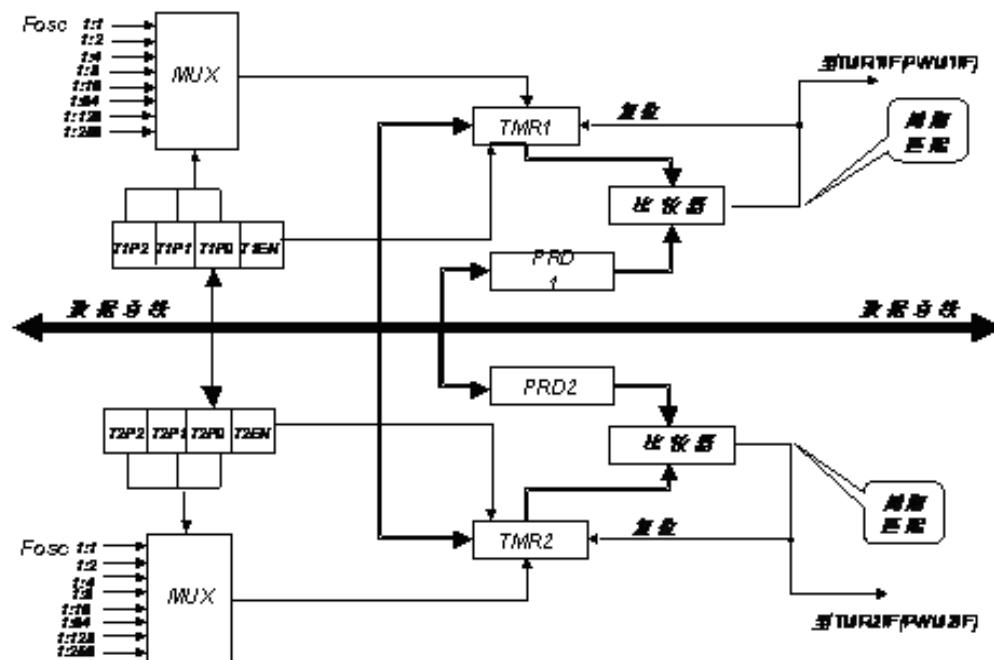 Fosc 1:1
1:2
1:4
1:8
1:16
1:64
1:128
1:256
MUX
TMR1
复位
至TMR1IF(PWM1IF)
周期
匹配
比较器
T1P2 T1P1 T1P0 T1EN
PRD
1
数据总线
数据总线
PRD2
T2P2 T2P1 T2P0 T2EN
比较器
周期
匹配
TMR2
复位
Fosc 1:1
1:2
1:4
1:8
1:16
1:64
1:128
1:256
MUX
至TMR2IF(PWM2IF)